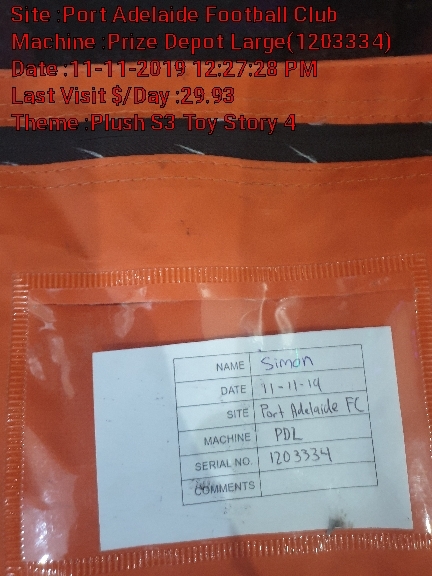 Site :Port Adelaide Football Club
Machine :Prize Depot Large(1203334)
Date :11-11-2019 12:27:28 PM
Last Visit $/Day :29.93
Theme :Plush S3 Toy Story 4
NAME Simon
DATE 11-11-19
SITE Port Adelaide FC
MACHINE PDL
SERIAL NO. 1203334
COMMENTS